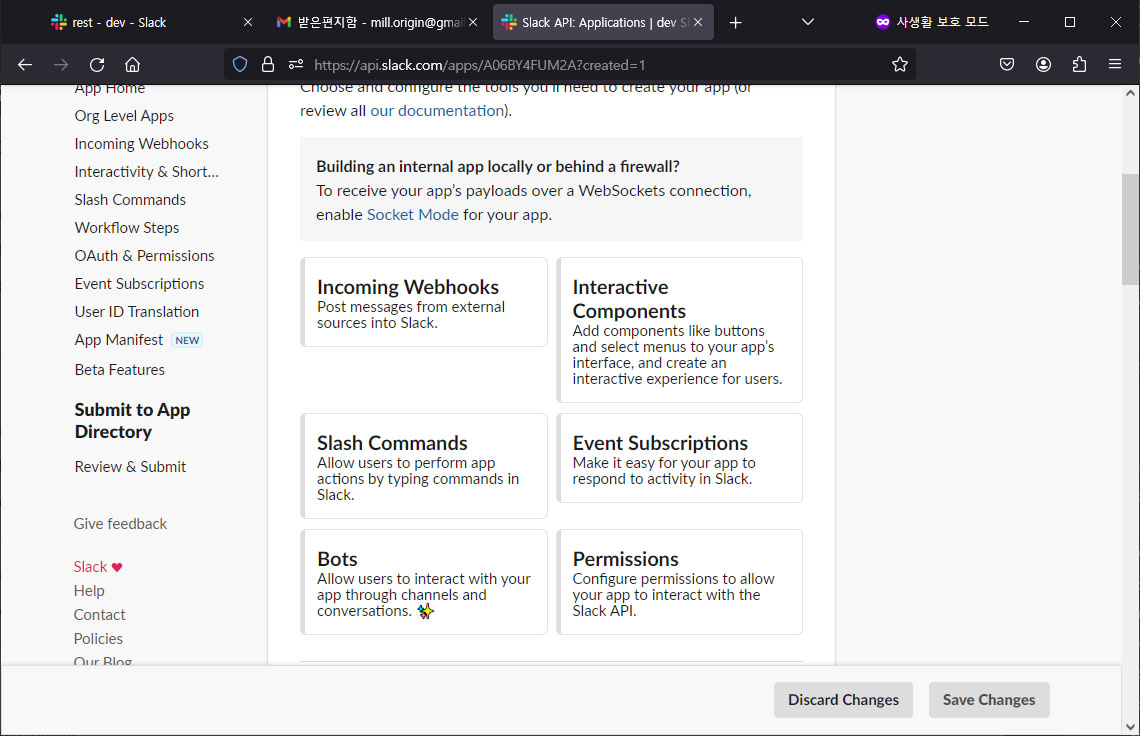 rest - dev - Slack
받은편지함 - mill.origin@gmai
Slack API: Applications | dev Sl
사생활 보호 모드
https://api.slack.com/apps/A06BY4FUM2A?created=1
App Home
Org Level Apps
Incoming Webhooks
Interactivity & Short...
Slash Commands
Workflow Steps
OAuth & Permissions
Event Subscriptions
User ID Translation
App Manifest NEW
Beta Features
Submit to App
Directory
Review & Submit
Give feedback
Slack ♥
Help
Contact
Policies
Our Blog
Choose and configure the tools you'll need to create your app (or
review all our documentation).
Building an internal app locally or behind a firewall?
To receive your app's payloads over a WebSockets connection,
enable Socket Mode for your app.
Incoming Webhooks
Post messages from external
sources into Slack.
Interactive
Components
Add components like buttons
and select menus to your app's
interface, and create an
interactive experience for users.
Slash Commands
Allow users to perform app
actions by typing commands in
Slack.
Event Subscriptions
Make it easy for your app to
respond to activity in Slack.
Bots
Allow users to interact with your
app through channels and
conversations. ✨
Permissions
Configure permissions to allow
your app to interact with the
Slack API.
Discard Changes
Save Changes